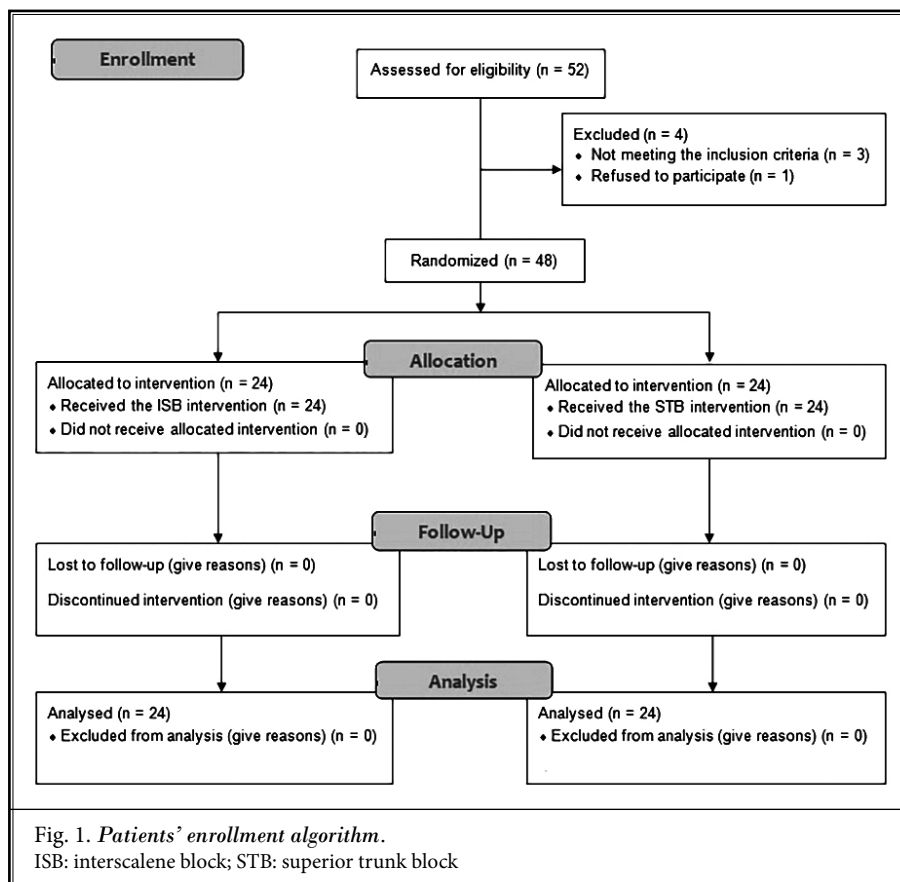 Enrollment
Assessed for eligibility (n = 52)
Excluded (n = 4)
♦ Not meeting the inclusion criteria (n = 3)
♦ Refused to participate (n = 1)
Randomized (n = 48)
Allocation
Allocated to intervention (n = 24)
♦ Received the ISB intervention (n = 24)
♦ Did not receive allocated intervention (n = 0)
Allocated to intervention (n = 24)
♦ Received the STB intervention (n = 24)
♦ Did not receive allocated intervention (n = 0)
Follow-Up
Lost to follow-up (give reasons) (n = 0)
Discontinued intervention (give reasons) (n = 0)
Lost to follow-up (give reasons) (n = 0)
Discontinued intervention (give reasons) (n = 0)
Analysis
Analysed (n = 24)
♦ Excluded from analysis (give reasons) (n = 0)
Analysed (n = 24)
♦ Excluded from analysis (give reasons) (n = 0)
Fig. 1. Patients' enrollment algorithm.
ISB: interscalene block; STB: superior trunk block